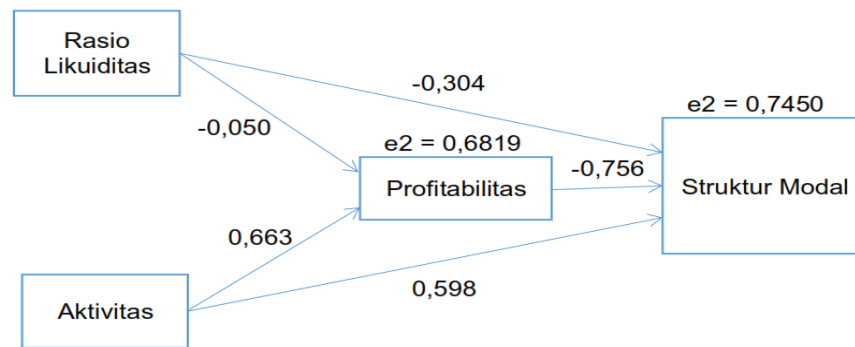 Rasio
Likuiditas
-0,304
e2 = 0,7450
-0,050
e2 = 0,6819
-0,756
Profitabilitas
Struktur Modal
0,663
0,598
Aktivitas